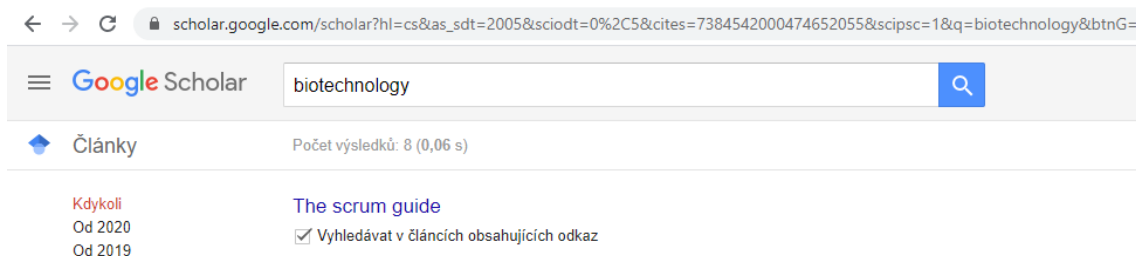 scholar.google.com/scholar?hl=cs&as_sdt=2005&sciodt=0%2C5&cites=7384542000474652055&scipsc=1&q=biotechnology&btnG=
Google Scholar
biotechnology
Články
Počet výsledků: 8 (0,06 s)
Kdykoli
Od 2020
Od 2019
The scrum guide
Vyhledávat v článcích obsahujících odkaz